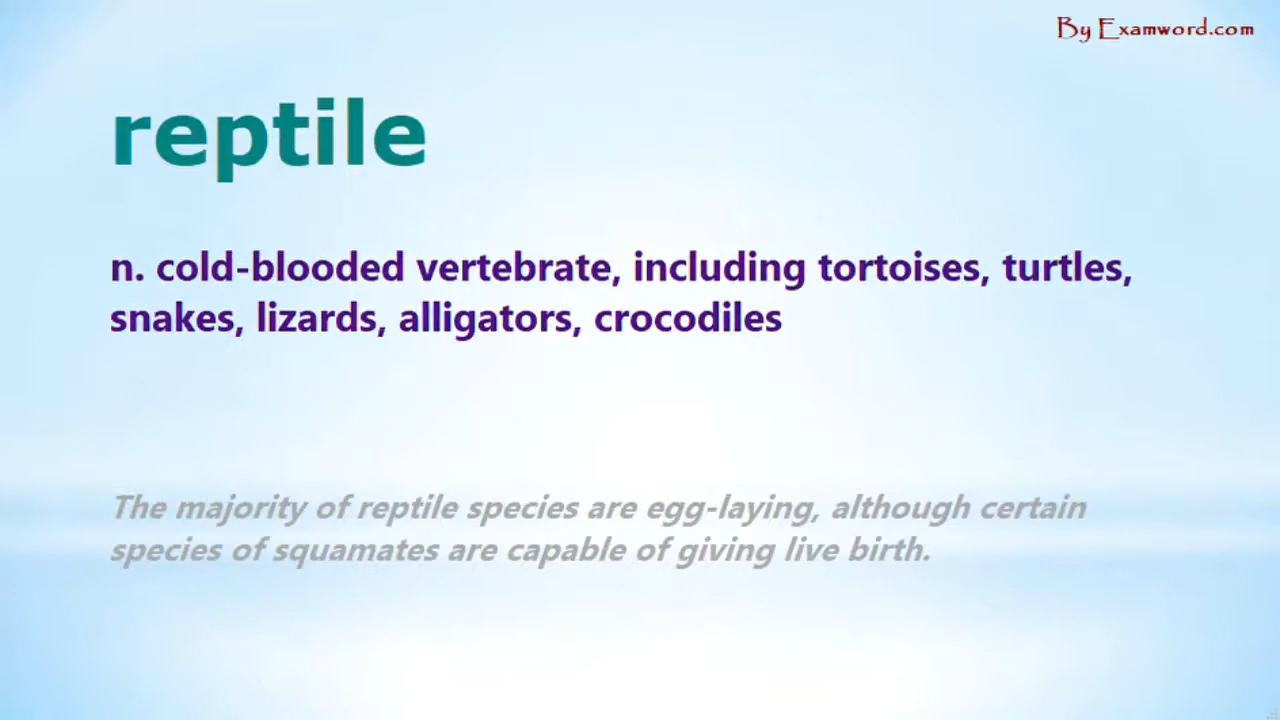 By Examword.com
reptile
n. cold-blooded vertebrate, including tortoises, turtles,
snakes, lizards, alligators, crocodiles
The majority of reptile species are egg-laying, although certain
species of squamates are capable of giving live birth.